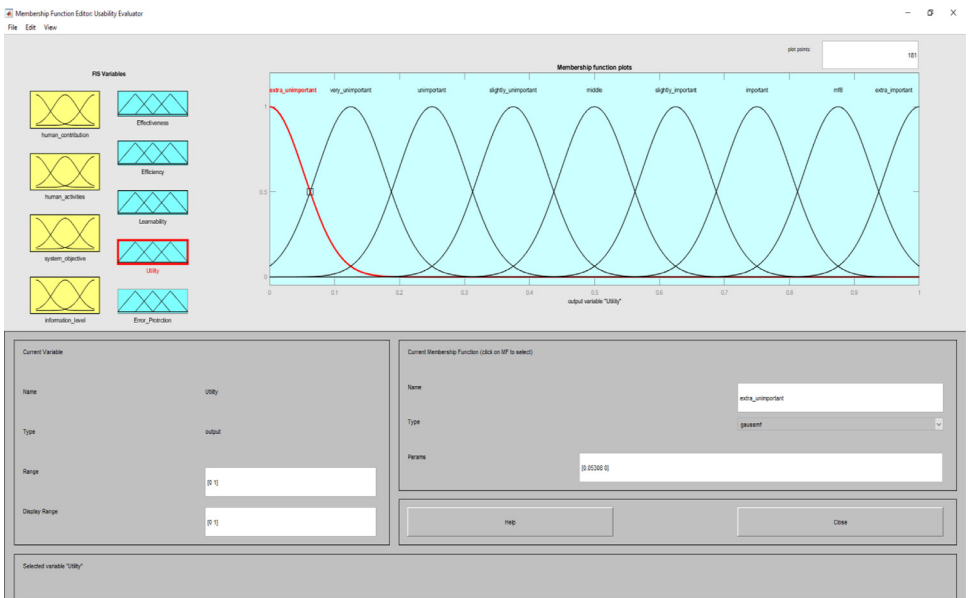 Membership Function Editor: Usability Evaluator
File Edit View
plot points: 181
FIS Variables
Membership function plots
human_contribution
human_activities
system_objective
information_level
Effectiveness
Efficiency
Learnability
Utility
Error_Protrction
extra_unimportant very_unimportant unimportant slightly_unimportant middle slightly_important important mf8 extra_important
1
0.5
0
0 0.1 0.2 0.3 0.4 0.5 0.6 0.7 0.8 0.9 1
output variable "Utility"
Current Variable
Name Utility
Type output
Range [0 1]
Display Range [0 1]
Current Membership Function (click on MF to select)
Name extra_unimportant
Type gaussmf
Params [0.05308 0]
Help Close
Selected variable "Utility"